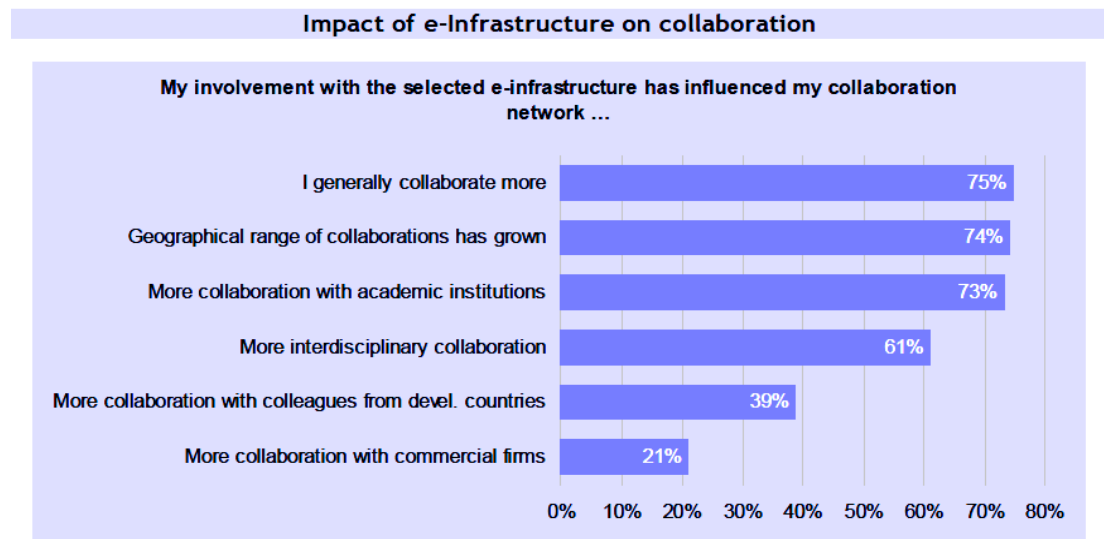 Impact of e-Infrastructure on collaboration
My involvement with the selected e-infrastructure has influenced my collaboration
network ...
I generally collaborate more
75%
Geographical range of collaborations has grown
74%
More collaboration with academic institutions
73%
More interdisciplinary collaboration
61%
More collaboration with colleagues from devel. countries
39%
More collaboration with commercial firms
21%
0% 10% 20% 30% 40% 50% 60% 70% 80%